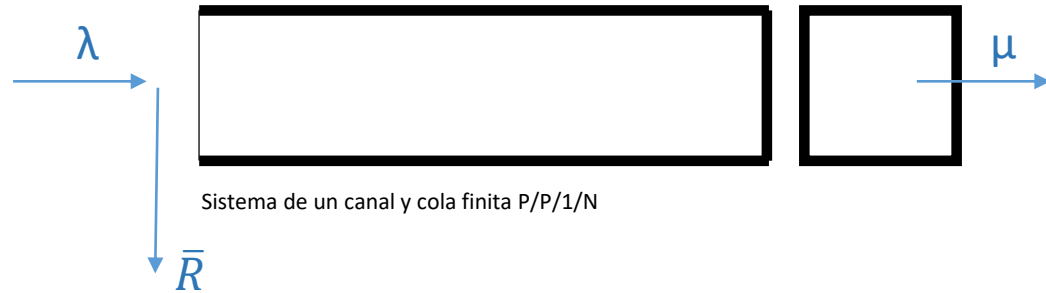 λ
μ
Sistema de un canal y cola finita P/P/1/N
R̅